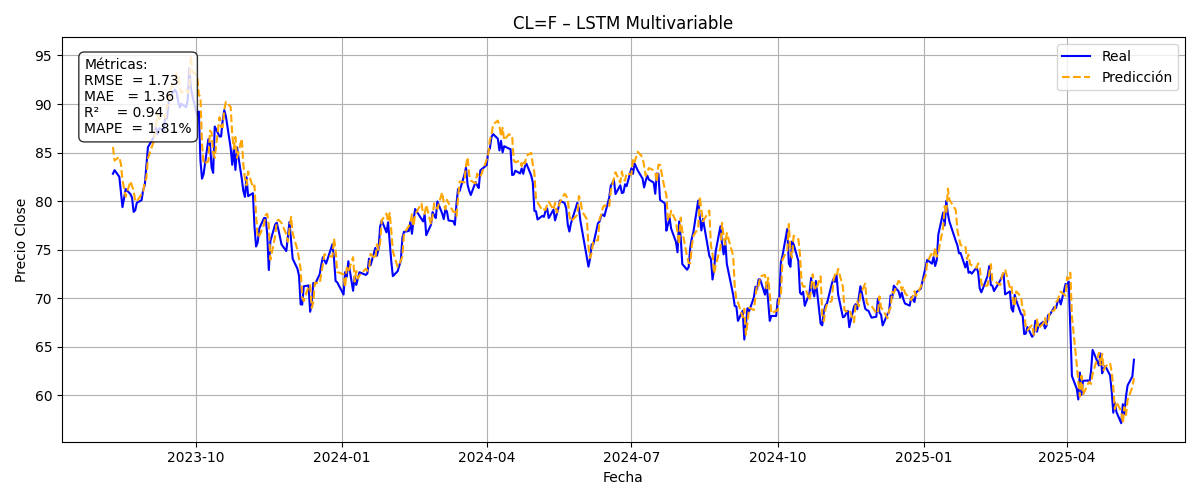 CL=F – LSTM Multivariable
Métricas:
RMSE  = 1.73
MAE   = 1.36
R²    = 0.94
MAPE  = 1.81%
Real
Predicción
Precio Close
95
90
85
80
75
70
65
60
2023-10
2024-01
2024-04
2024-07
2024-10
2025-01
2025-04
Fecha